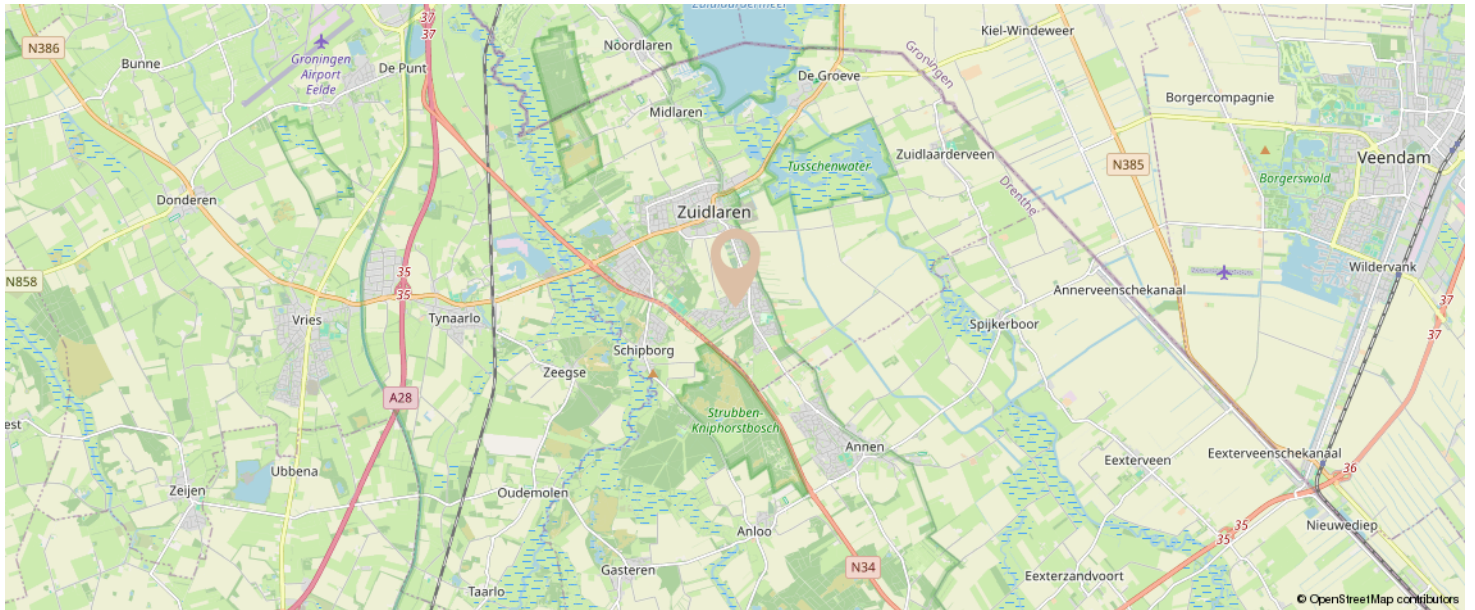 Zuidlaardermeer
37
37
N386
Bunne
Groningen
Airport
Eelde
De Punt
Noordlaren
Kiel-Windeweer
Groningen
De Groeve
Midlaren
Borgercompagnie
Zuidlaarderveen
Tusschenwater
N385
Veendam
Borgerswold
Drenthe
Donderen
Zuidlaren
N858
35
35
Wildervank
Annerveenschekanaal
37
37
Vries
Tynaarlo
Spijkerboor
Schipborg
Zeegse
A28
Strubben-
Kniphorstbosch
est
Annen
Eexterveen
Eexterveenschekanaal
36
Ubbena
Zeijen
Oudemolen
Anloo
35
35
Nieuwediep
Gasteren
N34
Eexterzandvoort
Taarlo
© OpenStreetMap contributors